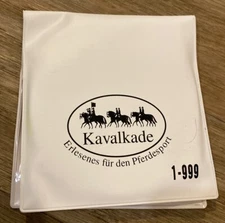 Kavalkade
Erlesenes für den Pferdesport
1-999